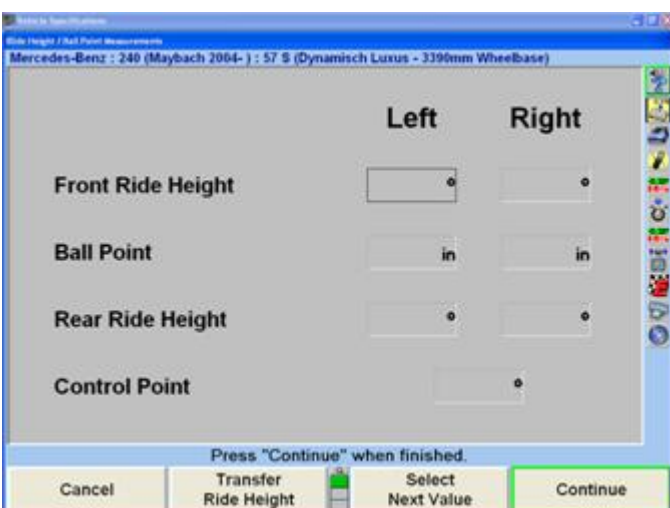 Vehicle Specifications
Ride Height / Ball Point Measurements
Mercedes-Benz : 240 (Maybach 2004- ) : 57 S (Dynamisch Luxus - 3390mm Wheelbase)
Left Right
Front Ride Height ° °
Ball Point in in
Rear Ride Height ° °
Control Point °
Press "Continue" when finished.
Cancel
Transfer
Ride Height
Select
Next Value
Continue